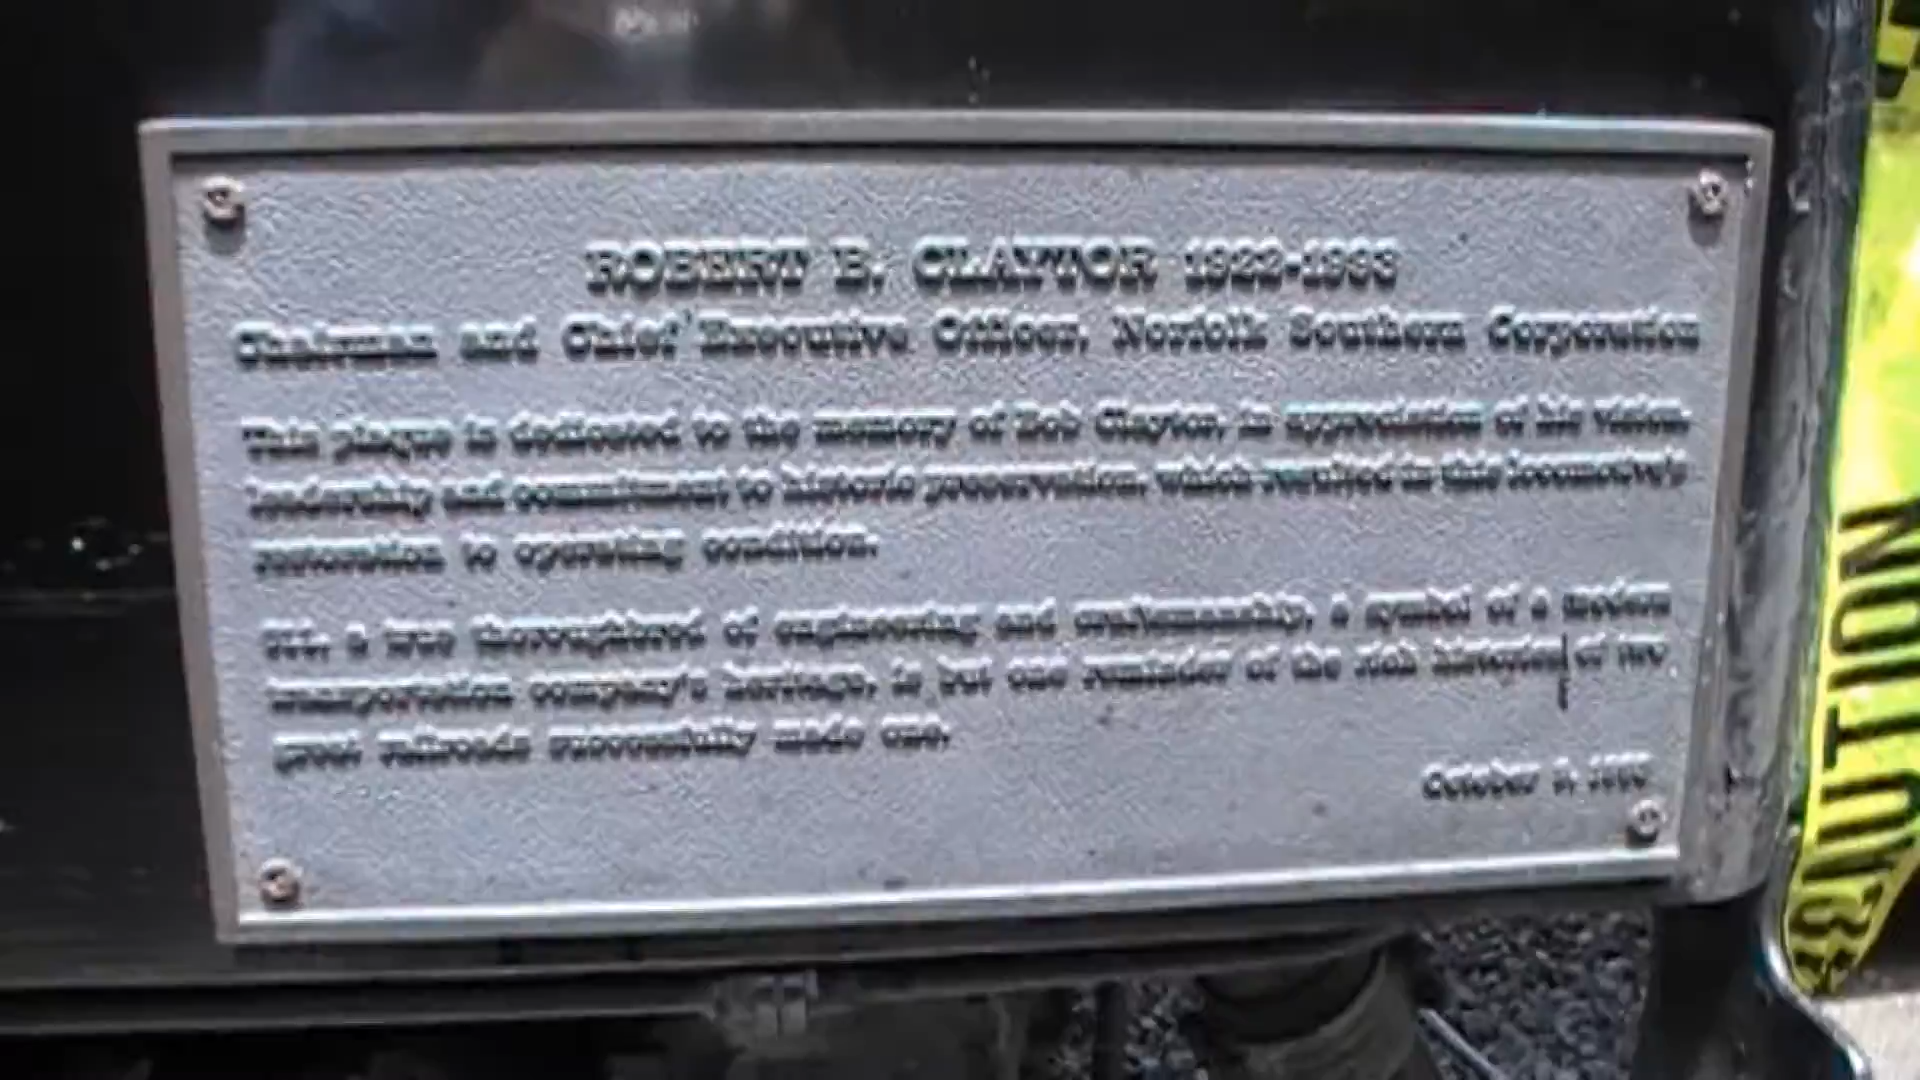 ROBERT B. CLAYTOR 1922-1993
Chairman and Chief Executive Officer, Norfolk Southern Corporation
This plaque is dedicated to the memory of Bob Claytor, in appreciation of his vision,
leadership and commitment to historic preservation, which resulted in this locomotive's
restoration to operating condition.
a true thoroughbred of engineering and craftsmanship, a symbol of a modern
transportation company's heritage, is but one reminder of the rich histories of two
great railroads successfully made one.
October
CAUTION